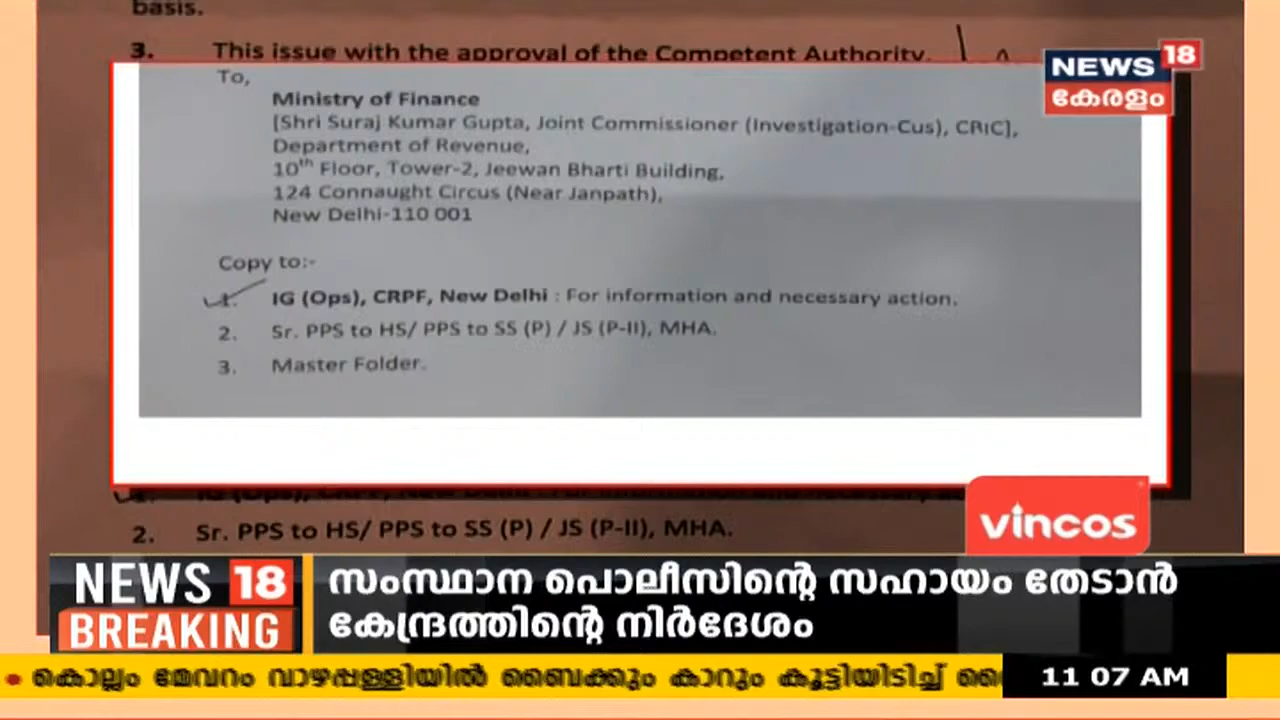 basis.
3. This issue with the approval of the Competent Authority.
NEWS 18
കേരളം
To,
Ministry of Finance
[Shri Suraj Kumar Gupta, Joint Commissioner (Investigation-Cus), CRIC],
Department of Revenue,
10th Floor, Tower-2, Jeewan Bharti Building,
124 Connaught Circus (Near Janpath),
New Delhi-110 001
Copy to:-
1. IG (Ops), CRPF, New Delhi : For information and necessary action.
2. Sr. PPS to HS/ PPS to SS (P) / JS (P-II), MHA.
3. Master Folder.
2. Sr. PPS to HS/ PPS to SS (P) / JS (P-II), MHA.
vincos
NEWS 18
BREAKING
സംസ്ഥാന പൊലീസിന്റെ സഹായം തേടാൻ
കേന്ദ്രത്തിന്റെ നിർദേശം
• കൊല്ലം മേവറം വാഴപ്പള്ളിയിൽ ബൈക്കും കാറും കൂട്ടിയിടിച്ച്
11 07 AM